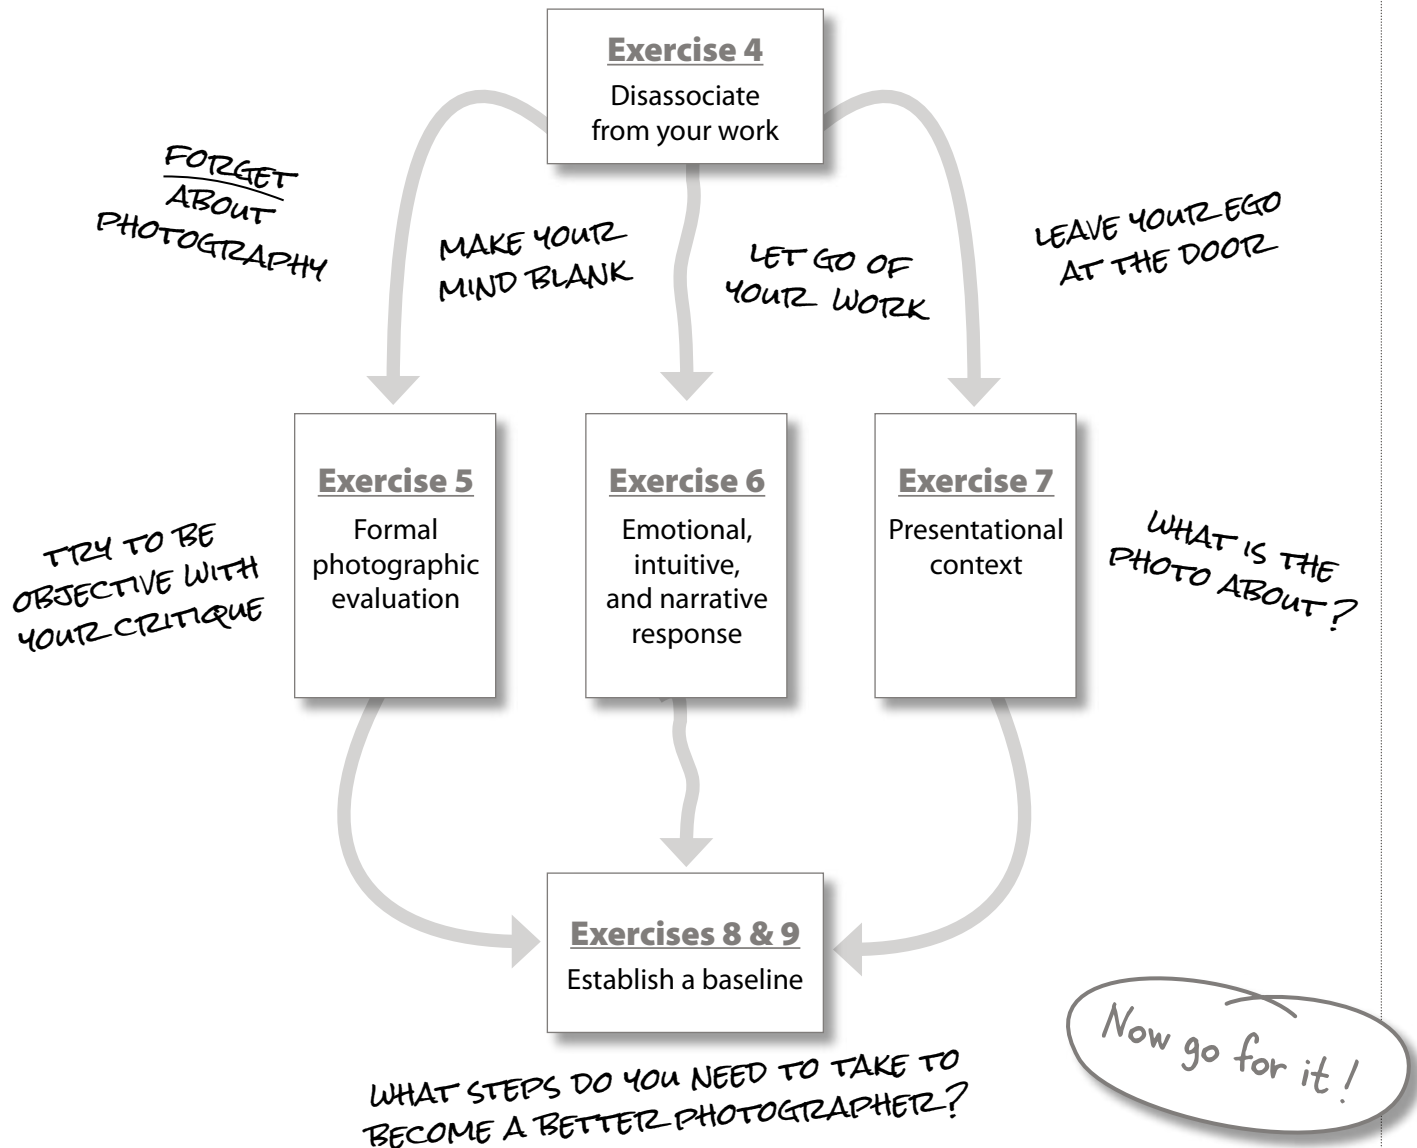 Exercise 4
Disassociate
from your work
FORGET
ABOUT
PHOTOGRAPHY
MAKE YOUR
MIND BLANK
LET GO OF
YOUR WORK
LEAVE YOUR EGO
AT THE DOOR
Exercise 5
Formal
photographic
evaluation
Exercise 6
Emotional,
intuitive,
and narrative
response
Exercise 7
Presentational
context
TRY TO BE
OBJECTIVE WITH
YOUR CRITIQUE
WHAT IS THE
PHOTO ABOUT?
Exercises 8 & 9
Establish a baseline
WHAT STEPS DO YOU NEED TO TAKE TO
BECOME A BETTER PHOTOGRAPHER?
Now go for it!